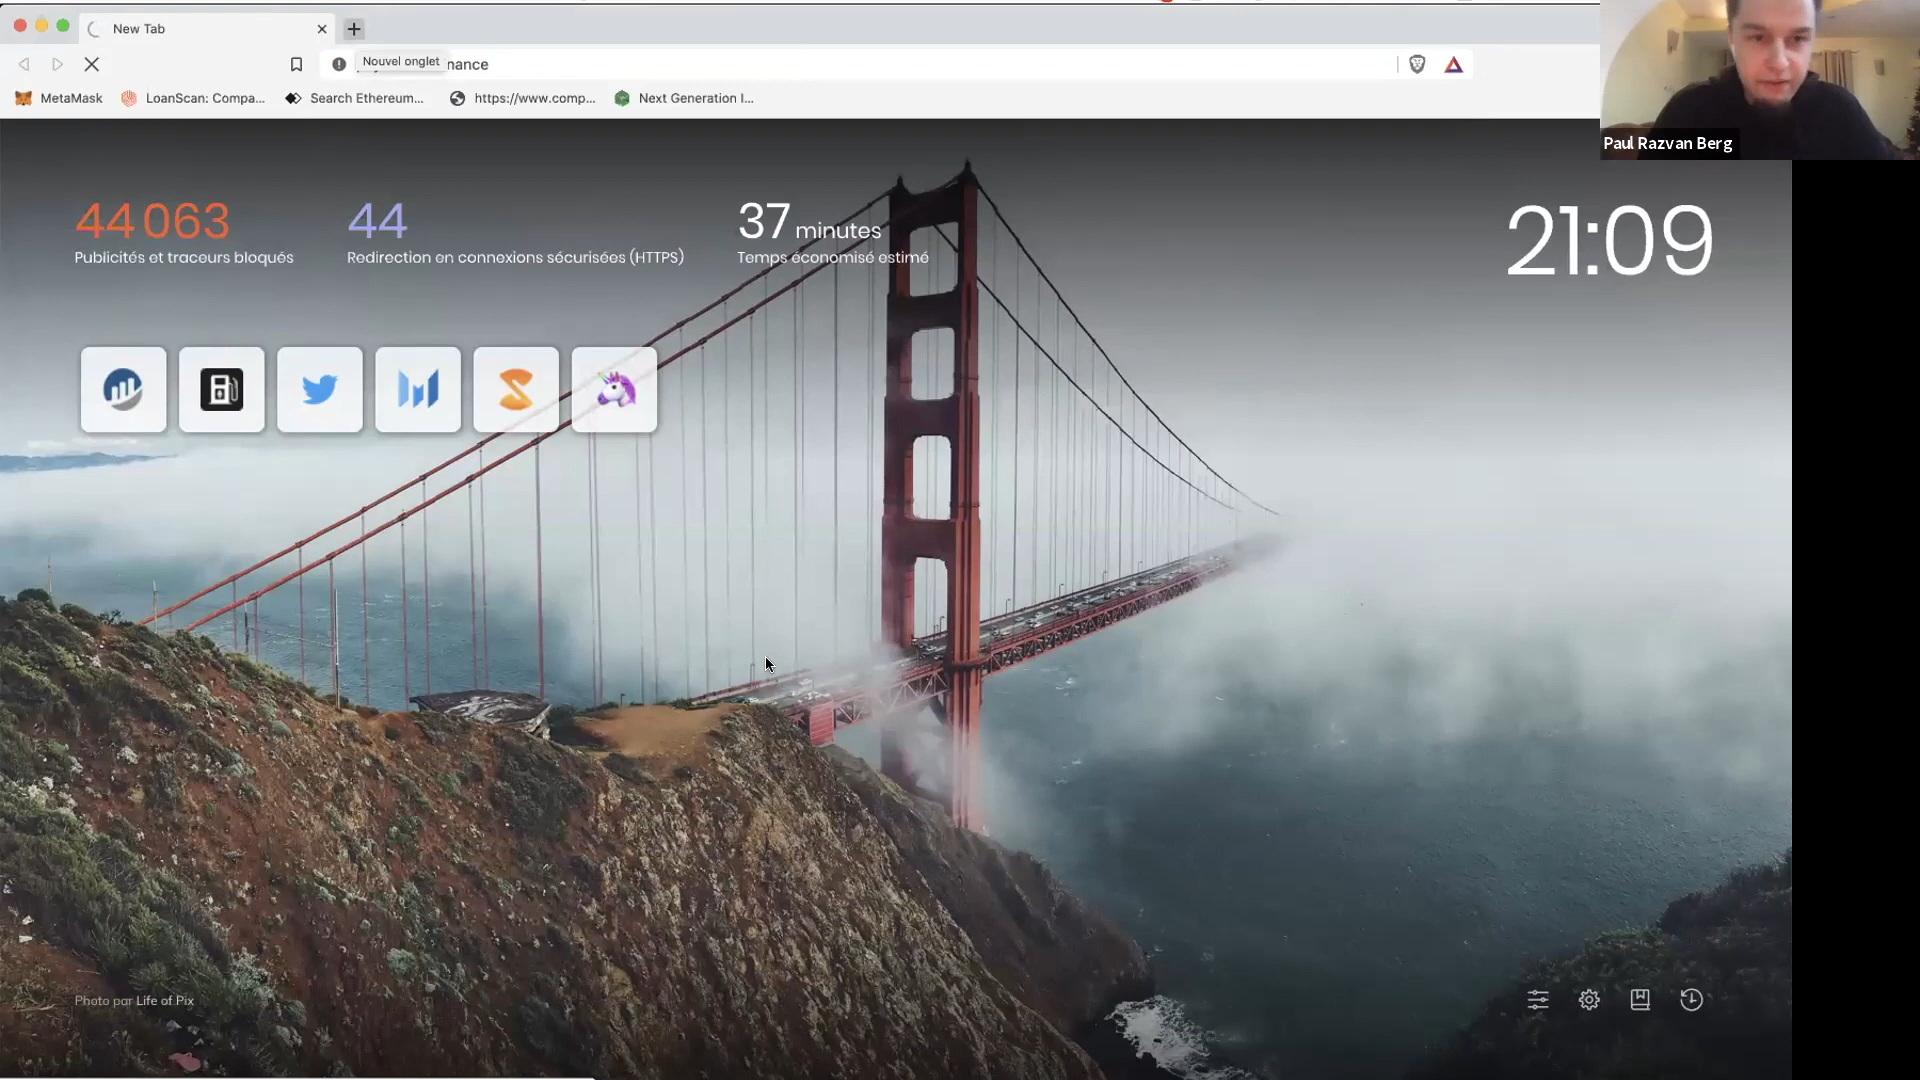 New Tab
Nouvel onglet
nance
MetaMask
LoanScan: Compa...
Search Ethereum...
https://www.comp...
Next Generation I...
Paul Razvan Berg
44 063
Publicités et traceurs bloqués
44
Redirection en connexions sécurisées (HTTPS)
37 minutes
Temps économisé estimé
21:09
Photo par Life of Pix